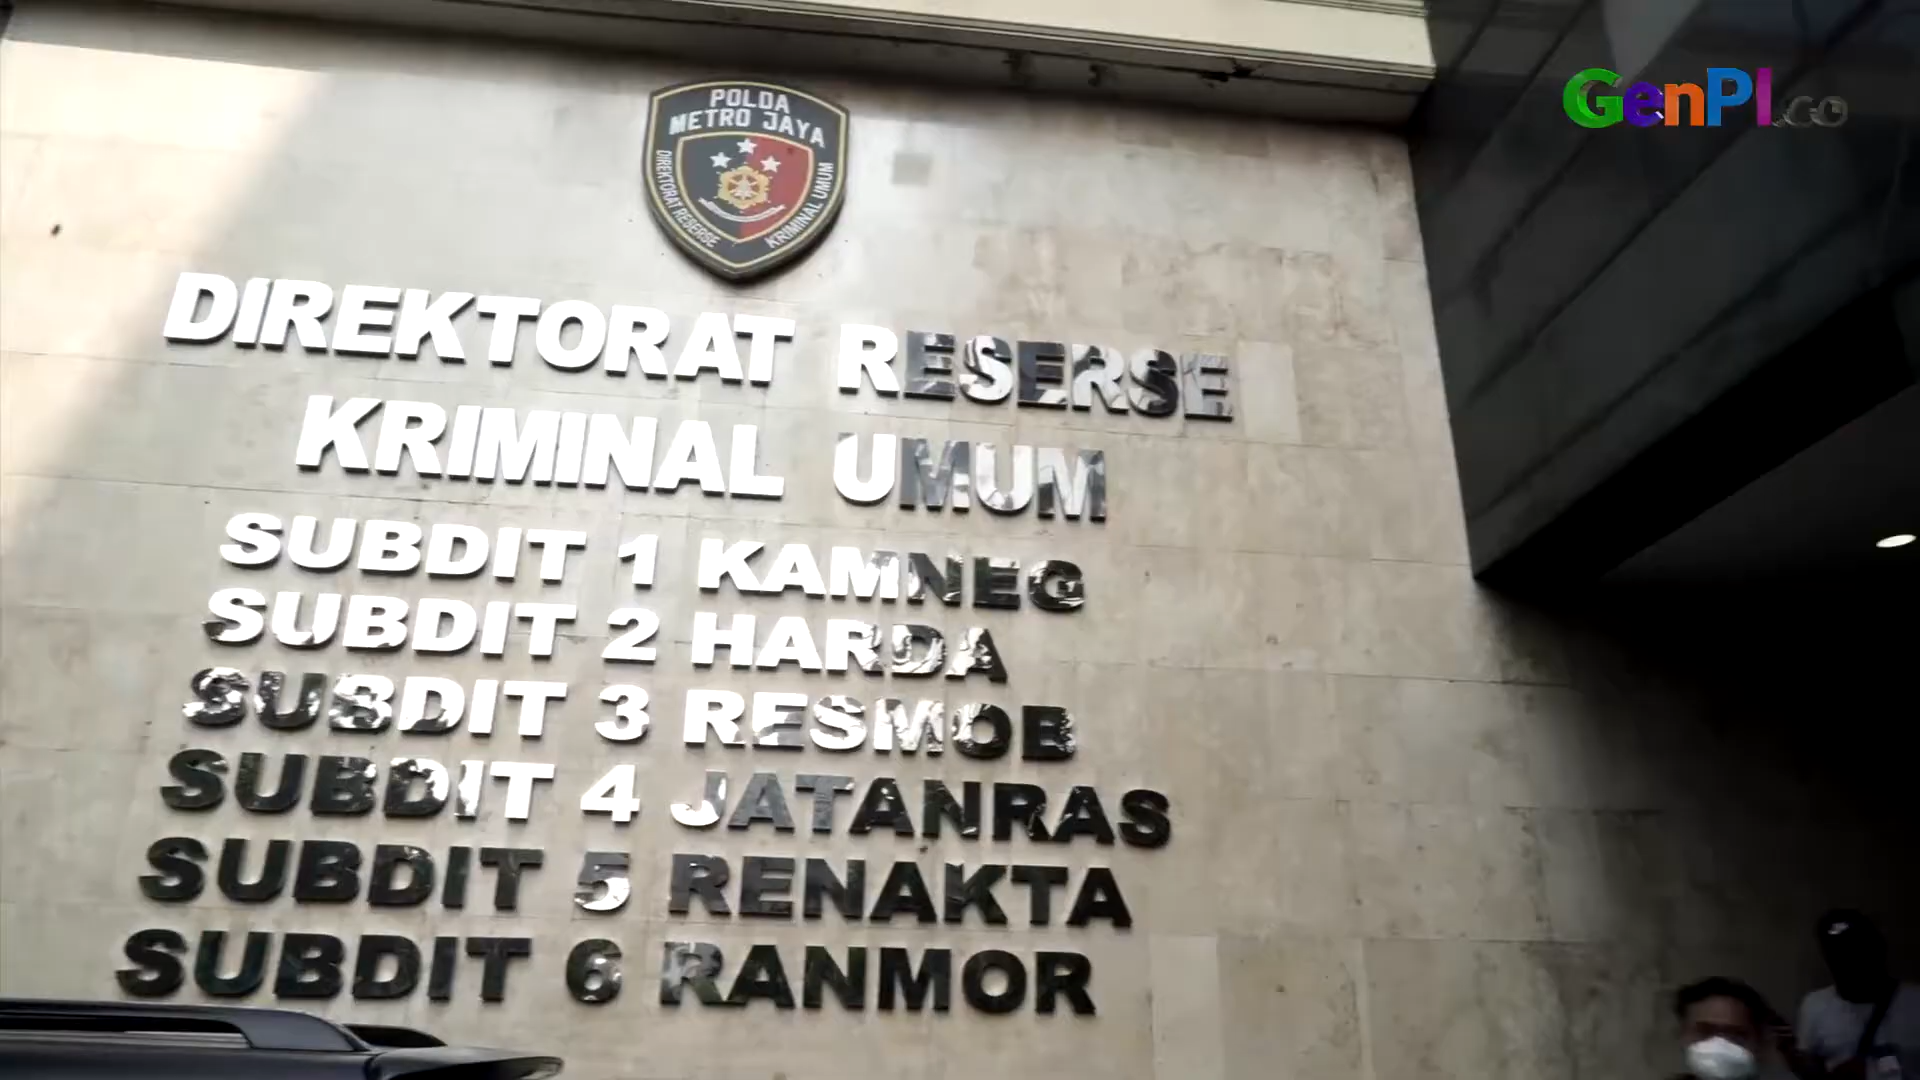 GenPI.co
POLDA
METRO JAYA
DIREKTORAT RESERSE
KRIMINAL UMUM
DIREKTORAT RESERSE
KRIMINAL UMUM
SUBDIT 1 KAMNEG
SUBDIT 2 HARDA
SUBDIT 3 RESMOB
SUBDIT 4 JATANRAS
SUBDIT 5 RENAKTA
SUBDIT 6 RANMOR